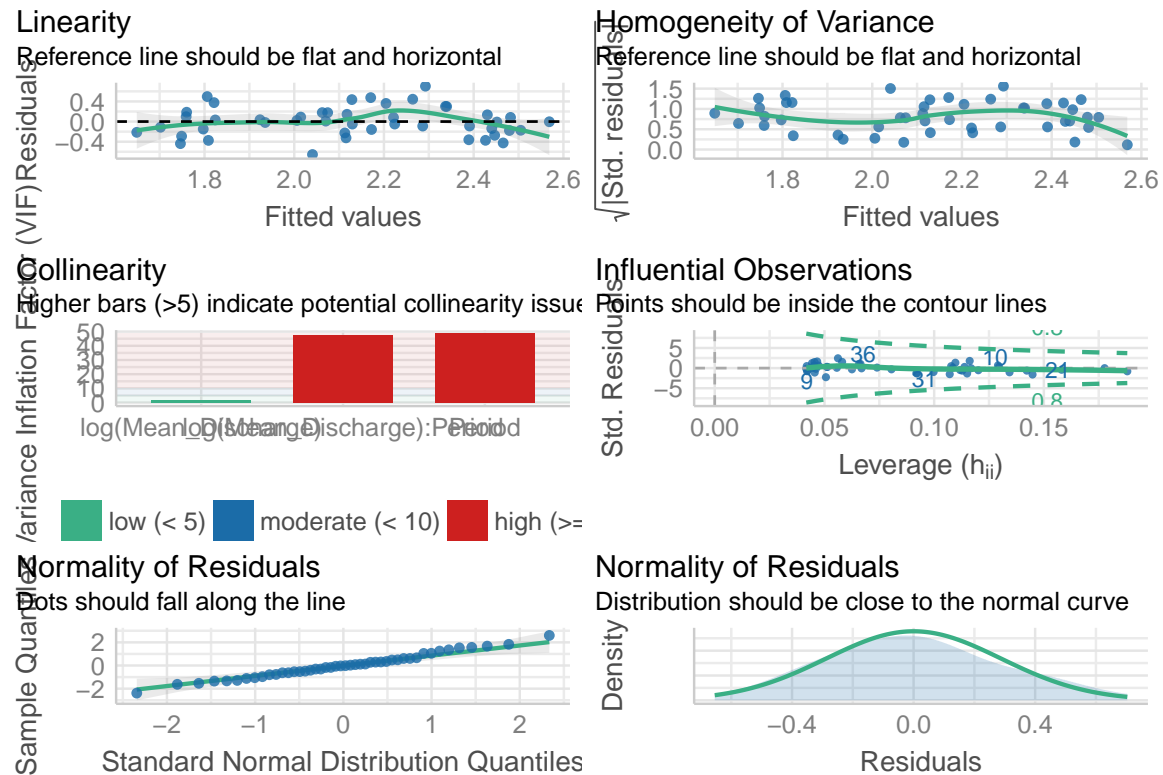 Linearity
Reference line should be flat and horizontal
Residuals
0.4
0.0
−0.4
1.8
2.0
2.2
2.4
2.6
Fitted values
Homogeneity of Variance
Reference line should be flat and horizontal
√|Std. residuals|
1.5
1.0
0.5
0.0
1.8
2.0
2.2
2.4
2.6
Fitted values
Collinearity
Higher bars (>5) indicate potential collinearity issue
Variance Inflation Factor (VIF)
50
40
30
20
10
0
log(Mean_Discharge)
log(Mean_Discharge):Period
Period
low (< 5)
moderate (< 10)
high (>=
Influential Observations
Points should be inside the contour lines
Std. Residuals
5
0
−5
0.8
36
10
9
31
21
0.8
0.00
0.05
0.10
0.15
Leverage (hii)
Normality of Residuals
Dots should fall along the line
Sample Quantiles
2
0
−2
−2
−1
0
1
2
Standard Normal Distribution Quantiles
Normality of Residuals
Distribution should be close to the normal curve
Density
−0.4
0.0
0.4
Residuals